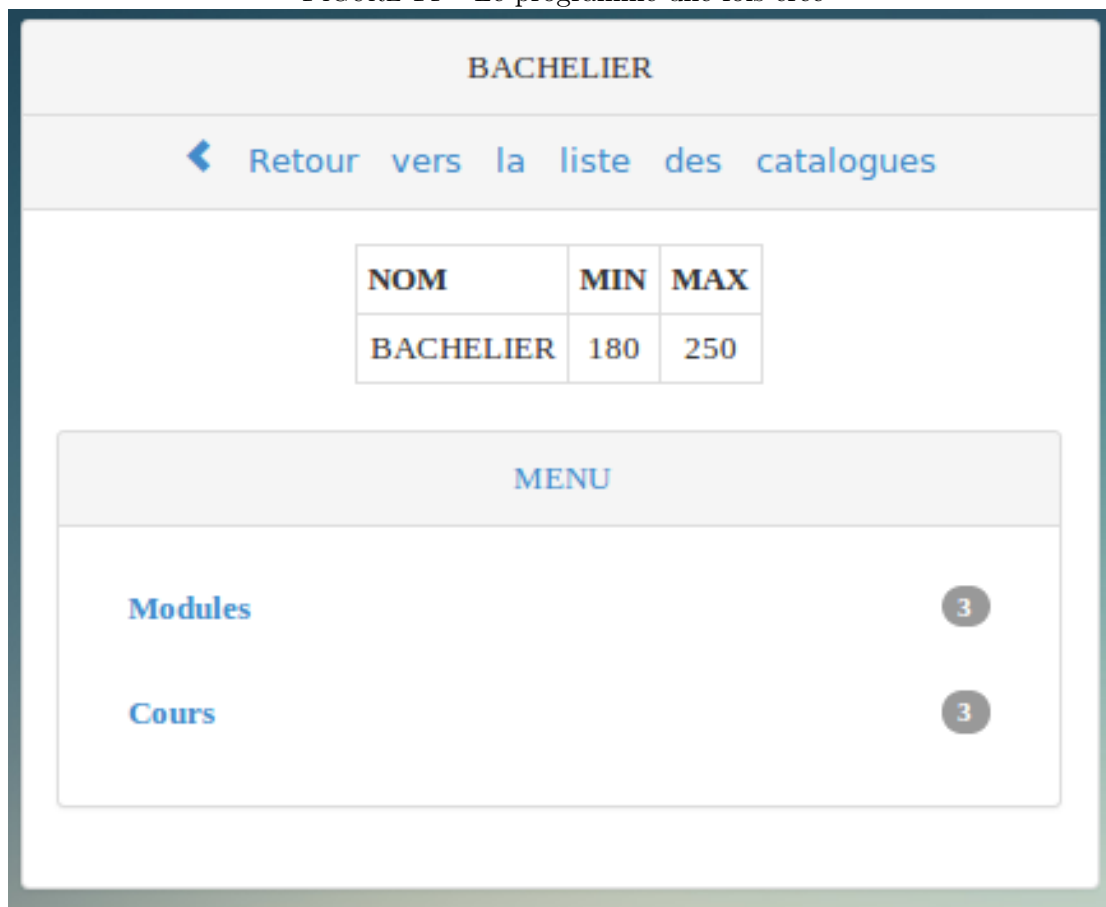 BACHELIER
Retour vers la liste des catalogues
NOM MIN MAX
BACHELIER 180 250
MENU
Modules 3
Cours 3